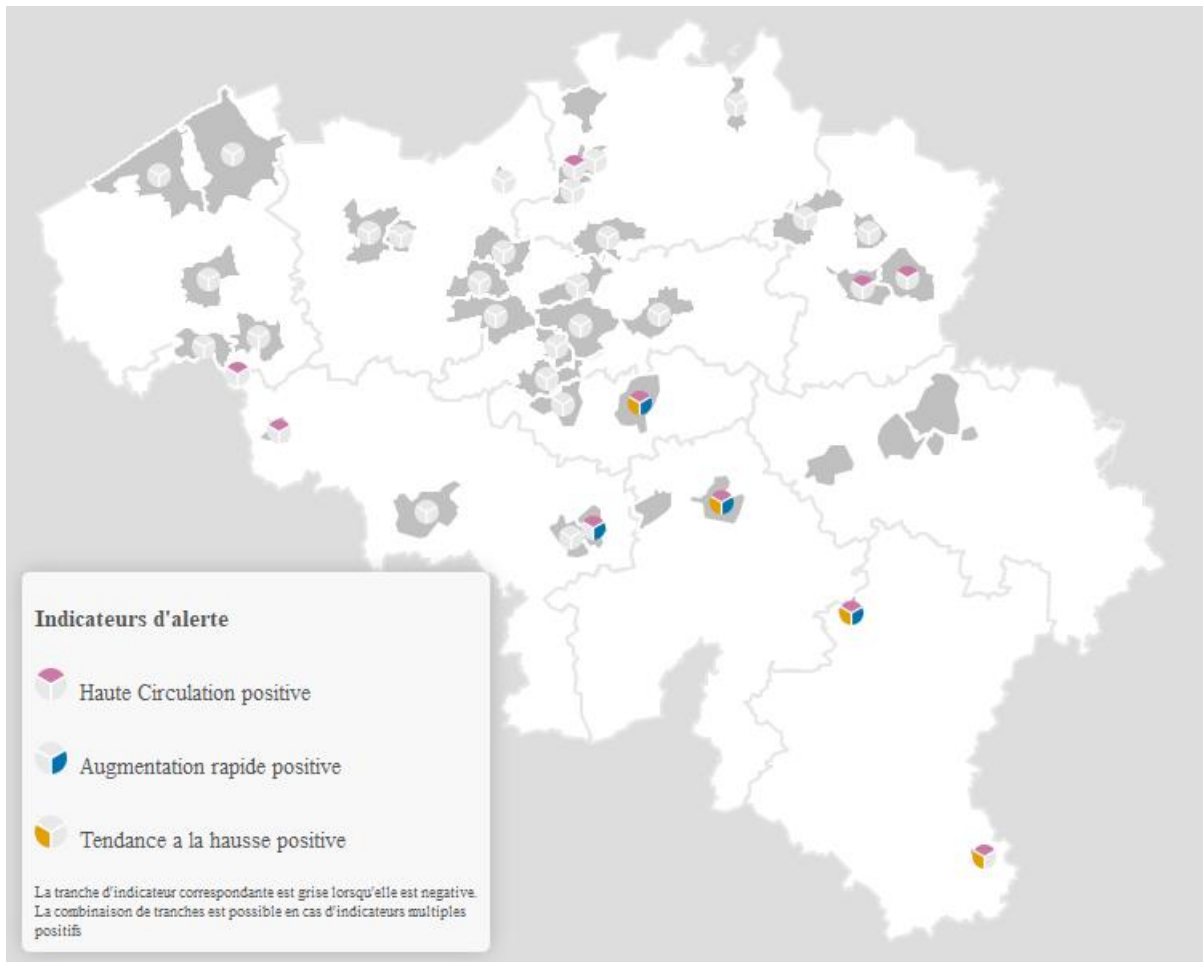 Indicateurs d'alerte
Haute Circulation positive
Augmentation rapide positive
Tendance a la hausse positive
La tranche d'indicateur correspondante est grise lorsqu'elle est negative.
La combinaison de tranches est possible en cas d'indicateurs multiples
positifs